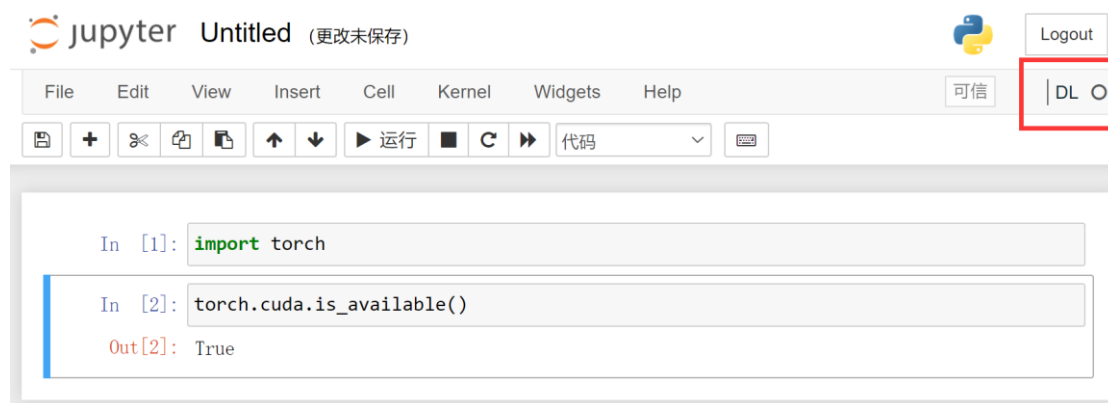 jupyter Untitled (更改未保存) Logout
File Edit View Insert Cell Kernel Widgets Help 可信 DL
运行 代码
In [1]: import torch
In [2]: torch.cuda.is_available()
Out[2]: True